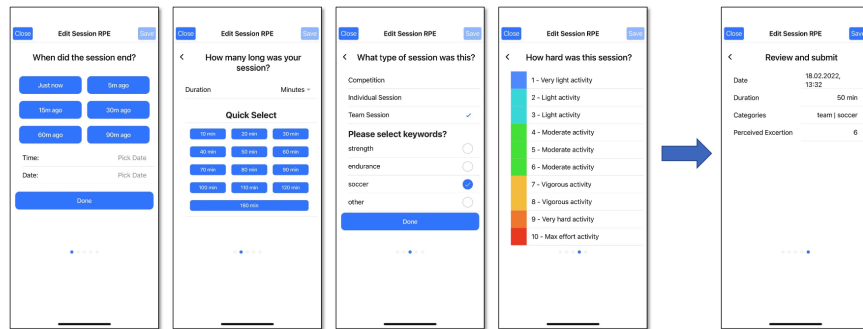 Close Edit Session RPE Save
When did the session end?
Just now 5m ago
15m ago 30m ago
60m ago 90m ago
Time: Pick Date
Date: Pick Date
Done
Close Edit Session RPE Save
< How many long was your
session?
Duration Minutes
Quick Select
10 min 20 min 30 min
40 min 50 min 60 min
70 min 80 min 90 min
100 min 110 min 120 min
180 min
Close Edit Session RPE Save
< What type of session was this?
Competition
Individual Session
Team Session
Please select keywords?
strength
endurance
soccer
other
Done
Close Edit Session RPE Save
< How hard was this session?
1 - Very light activity
2 - Light activity
3 - Light activity
4 - Moderate activity
5 - Moderate activity
6 - Moderate activity
7 - Vigorous activity
8 - Vigorous activity
9 - Very hard activity
10 - Max effort activity
Close Edit Session RPE Save
< Review and submit
Date 18.02.2022,
13:32
Duration 50 min
Categories team | soccer
Perceived Excertion 6